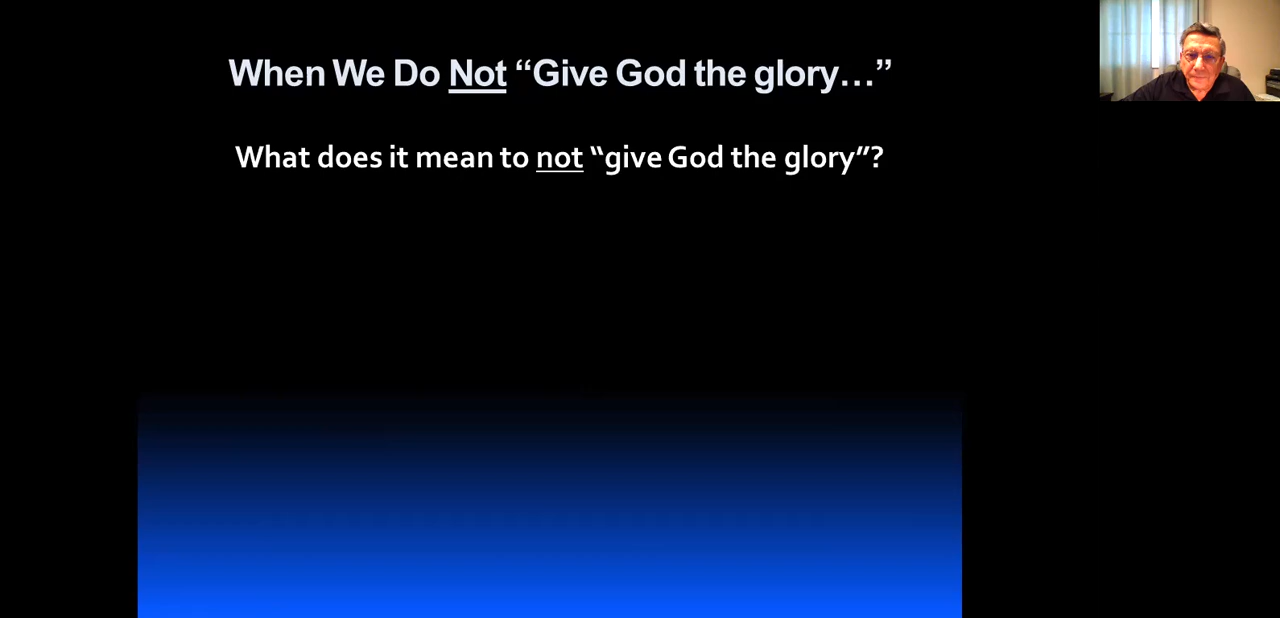 When We Do Not “Give God the glory…”
What does it mean to not “give God the glory”?